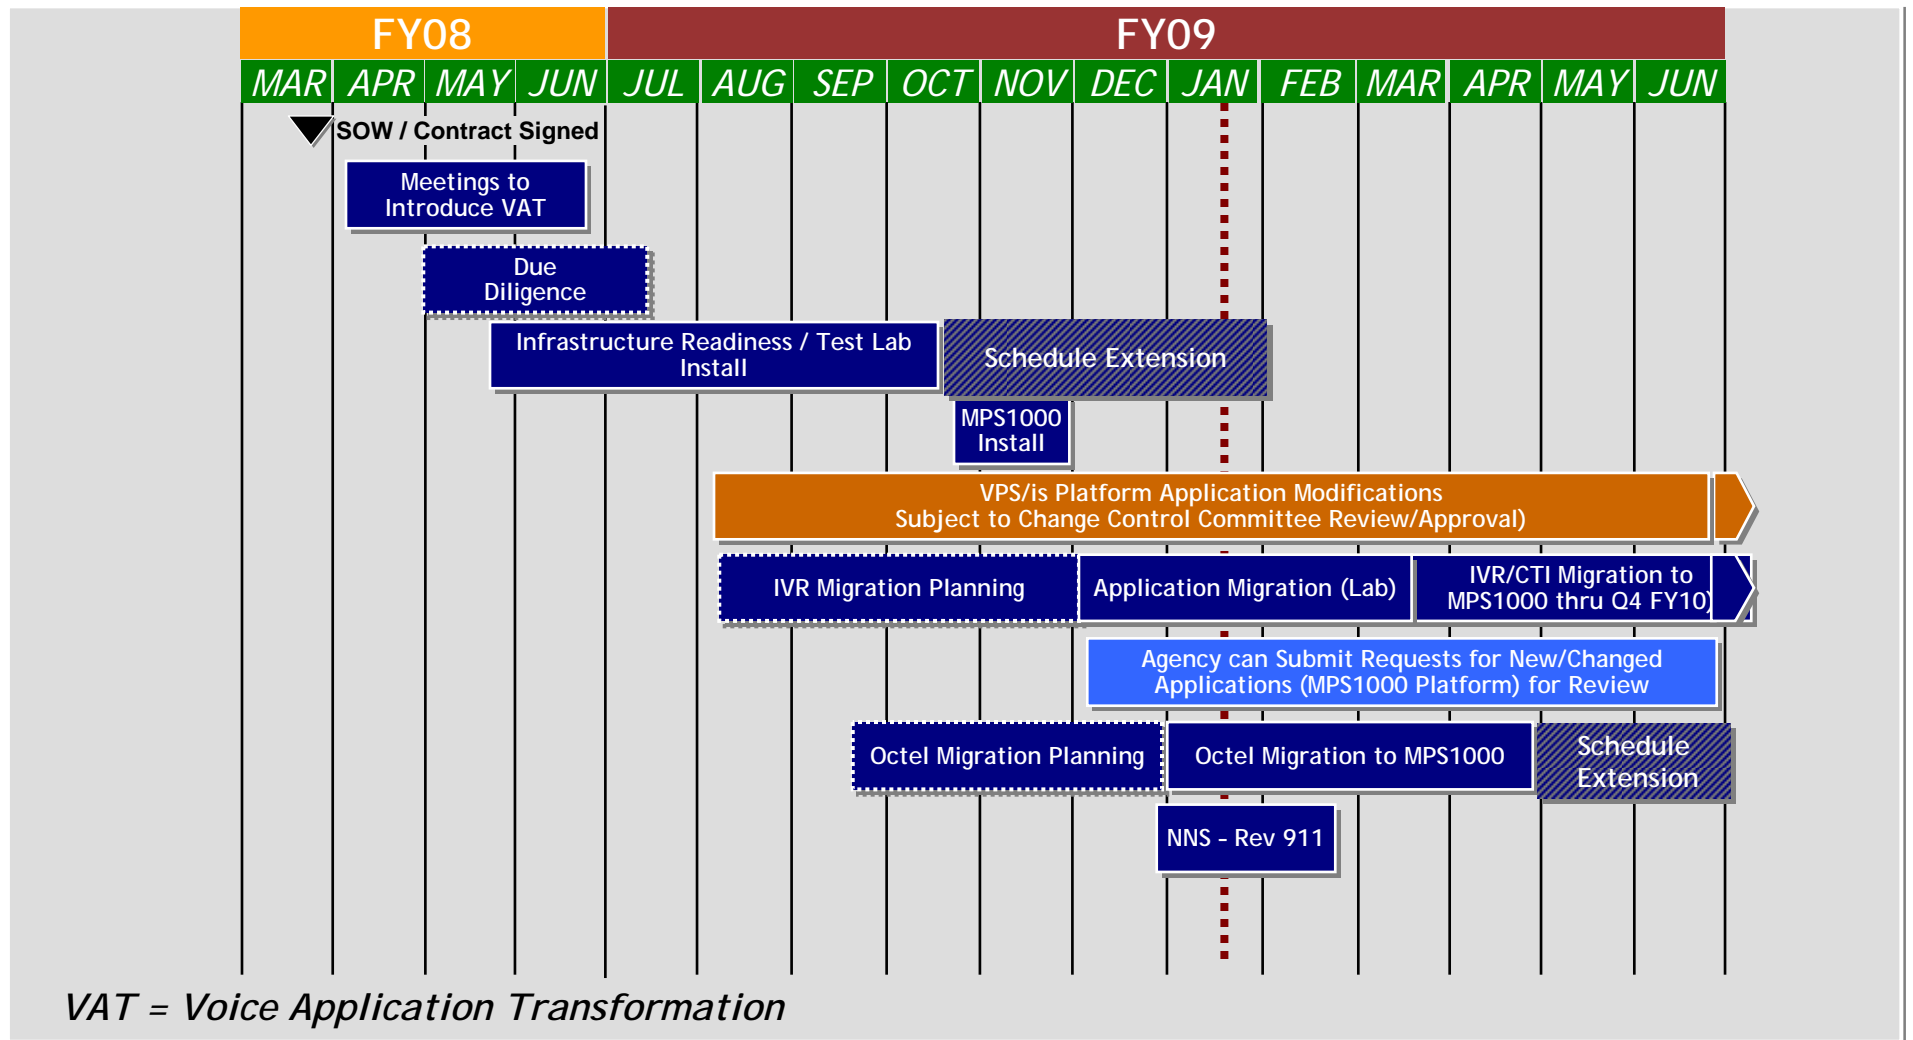 FY08 FY09
MAR APR MAY JUN JUL AUG SEP OCT NOV DEC JAN FEB MAR APR MAY JUN
SOW / Contract Signed
Meetings to
Introduce VAT
Due
Diligence
Infrastructure Readiness / Test Lab
Install
Schedule Extension
MPS1000
Install
VPS/is Platform Application Modifications
Subject to Change Control Committee Review/Approval)
IVR Migration Planning
Application Migration (Lab)
IVR/CTI Migration to
MPS1000 thru Q4 FY10)
Agency can Submit Requests for New/Changed
Applications (MPS1000 Platform) for Review
Octel Migration Planning
Octel Migration to MPS1000
Schedule
Extension
NNS - Rev 911
VAT = Voice Application Transformation